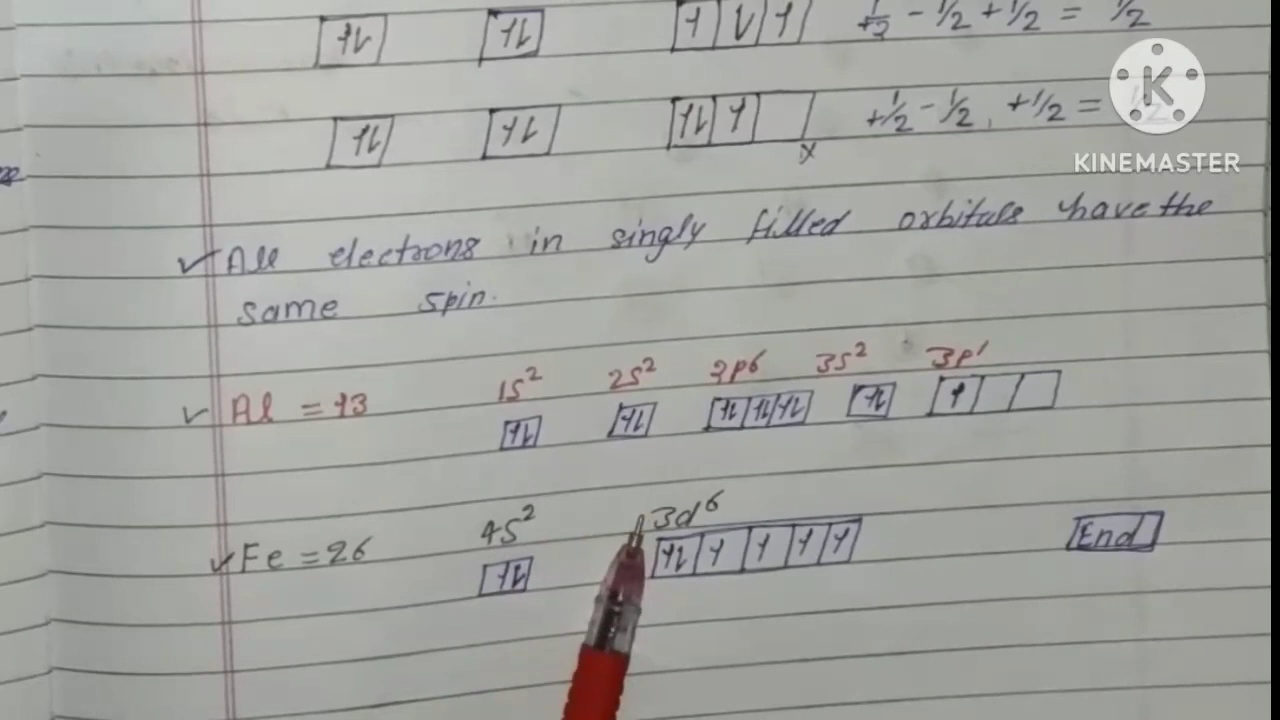 +1/2 - 1/2 + 1/2 = 1/2
+1/2 - 1/2, + 1/2 =
x
✓ All electrons in singly filled orbitals have the
same spin.
✓ Al = 13 1s² 2s² 2p⁶ 3s² 3p¹
✓ Fe = 26 4s² 3d⁶ End
K
KINEMASTER